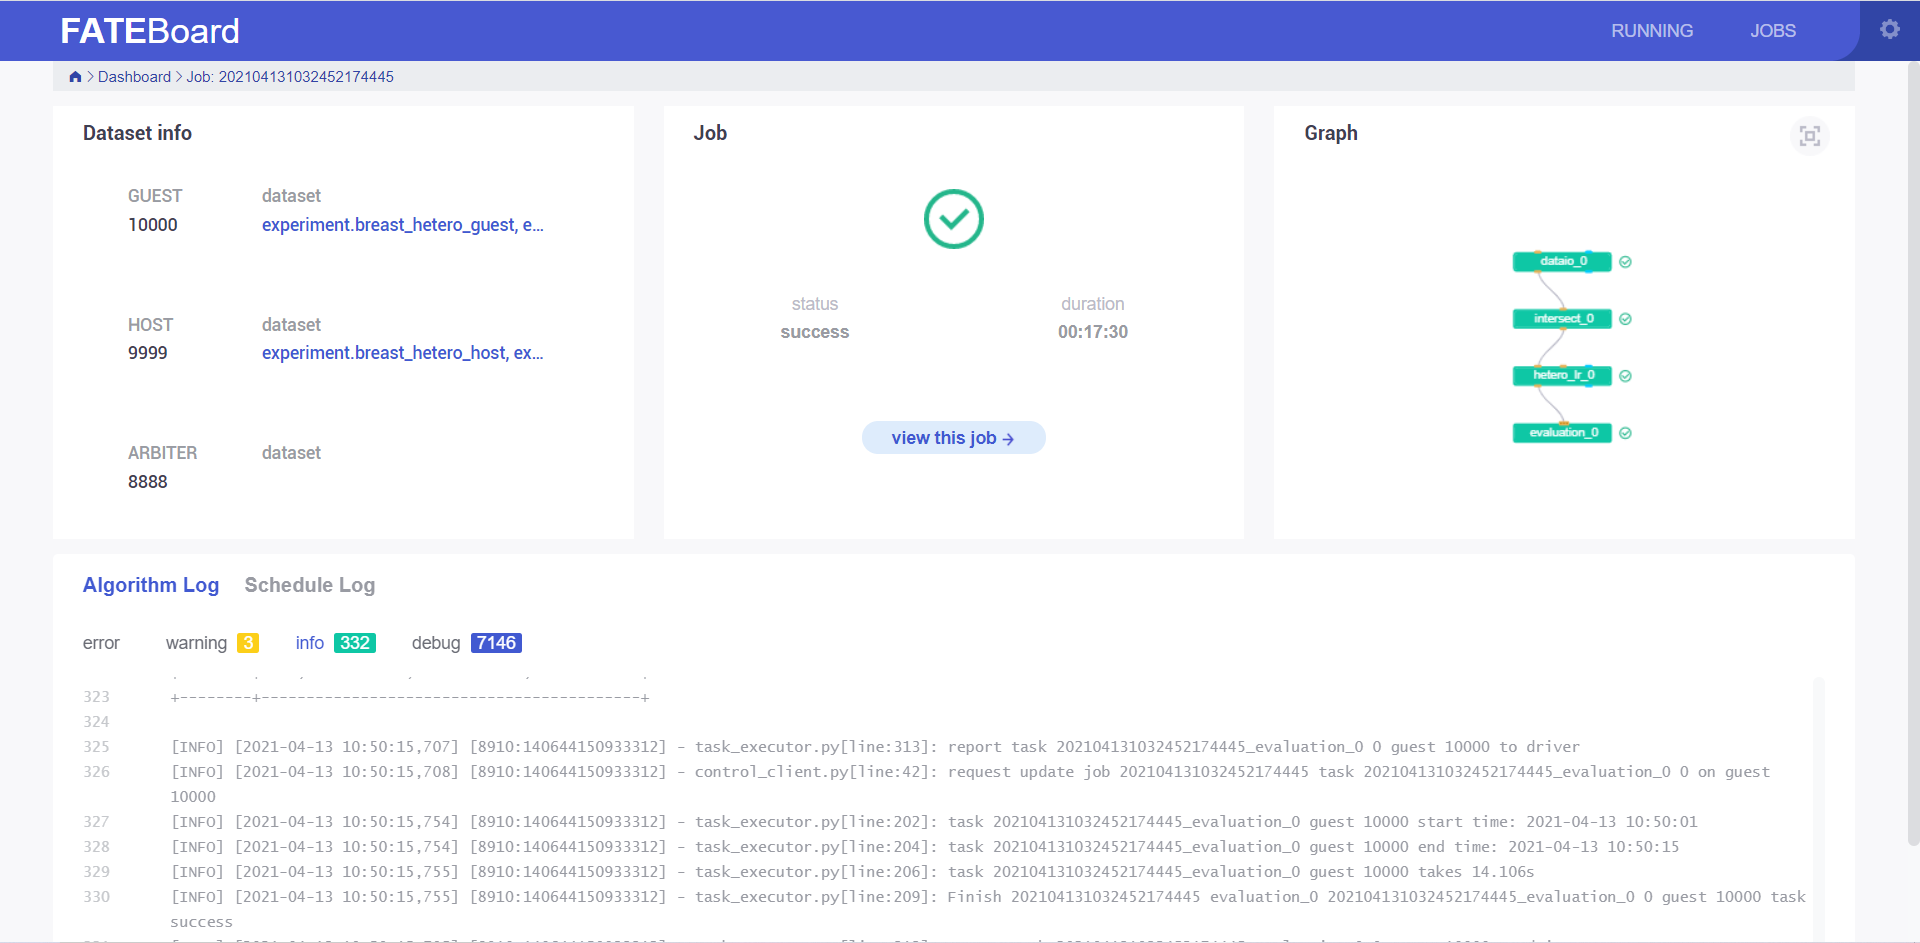 FATEBoard
RUNNING
JOBS
Dashboard > Job: 202104131032452174445
Dataset info
GUEST
dataset
10000
experiment.breast_hetero_guest, e...
HOST
dataset
9999
experiment.breast_hetero_host, ex...
ARBITER
dataset
8888
Job
status
duration
success
00:17:30
view this job →
Graph
dataio_0
intersect_0
hetero_lr_0
evaluation_0
Algorithm Log
Schedule Log
error
warning 3
info 332
debug 7146
323 +--------+------------------------------------------+
324
325 [INFO] [2021-04-13 10:50:15,707] [8910:140644150933312] - task_executor.py[line:313]: report task 202104131032452174445_evaluation_0 0 guest 10000 to driver
326 [INFO] [2021-04-13 10:50:15,708] [8910:140644150933312] - control_client.py[line:42]: request update job 202104131032452174445 task 202104131032452174445_evaluation_0 0 on guest
10000
327 [INFO] [2021-04-13 10:50:15,754] [8910:140644150933312] - task_executor.py[line:202]: task 202104131032452174445_evaluation_0 guest 10000 start time: 2021-04-13 10:50:01
328 [INFO] [2021-04-13 10:50:15,754] [8910:140644150933312] - task_executor.py[line:204]: task 202104131032452174445_evaluation_0 guest 10000 end time: 2021-04-13 10:50:15
329 [INFO] [2021-04-13 10:50:15,755] [8910:140644150933312] - task_executor.py[line:206]: task 202104131032452174445_evaluation_0 guest 10000 takes 14.106s
330 [INFO] [2021-04-13 10:50:15,755] [8910:140644150933312] - task_executor.py[line:209]: Finish 202104131032452174445 evaluation_0 202104131032452174445_evaluation_0 0 guest 10000 task
success